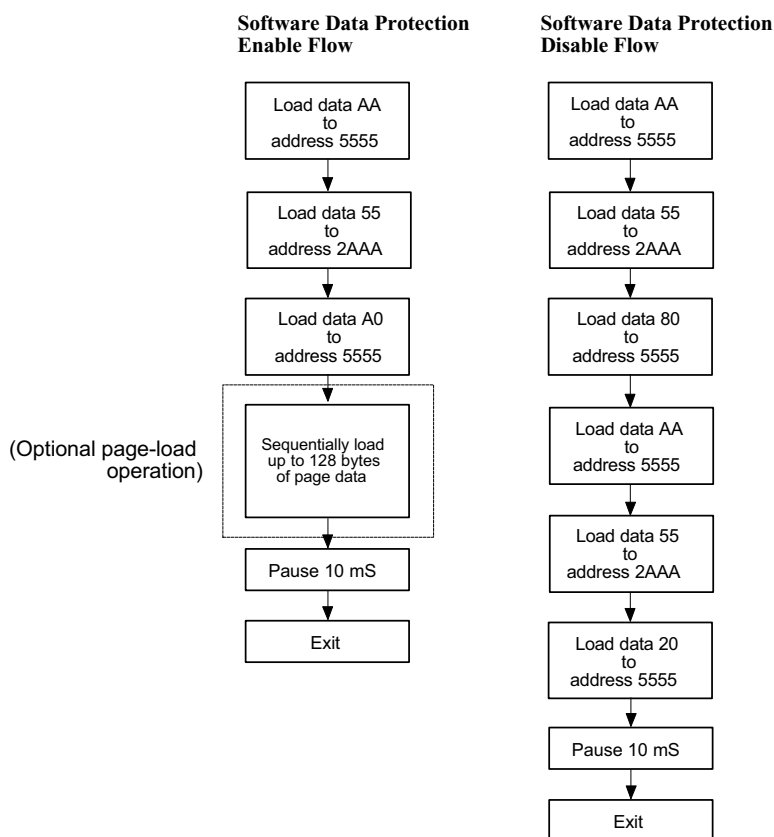 Software Data Protection
Enable Flow
Load data AA
to
address 5555
Load data 55
to
address 2AAA
Load data A0
to
address 5555
(Optional page-load
operation)
Sequentially load
up to 128 bytes
of page data
Pause 10 mS
Exit
Software Data Protection
Disable Flow
Load data AA
to
address 5555
Load data 55
to
address 2AAA
Load data 80
to
address 5555
Load data AA
to
address 5555
Load data 55
to
address 2AAA
Load data 20
to
address 5555
Pause 10 mS
Exit